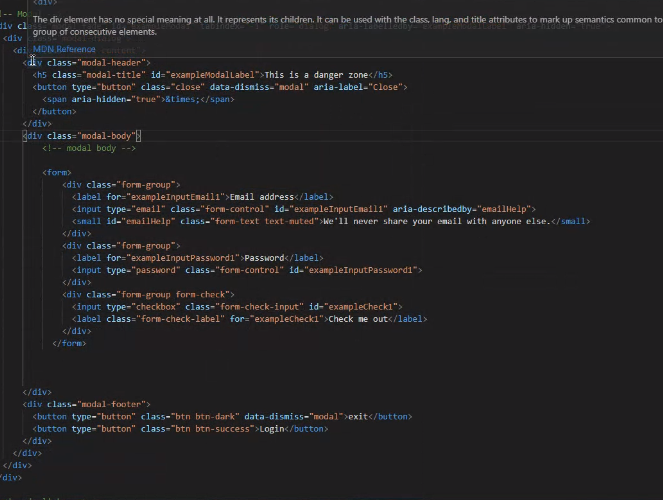 <div>
The div element has no special meaning at all. It represents its children. It can be used with the class, lang, and title attributes to mark up semantics common to
group of consecutive elements.
MDN Reference
<div class="modal-header">
<h5 class="modal-title" id="exampleModalLabel">This is a danger zone</h5>
<button type="button" class="close" data-dismiss="modal" aria-label="Close">
<span aria-hidden="true">&times;</span>
</button>
</div>
<div class="modal-body">
<!-- modal body -->
<form>
<div class="form-group">
<label for="exampleInputEmail1">Email address</label>
<input type="email" class="form-control" id="exampleInputEmail1" aria-describedby="emailHelp">
<small id="emailHelp" class="form-text text-muted">We'll never share your email with anyone else.</small>
</div>
<div class="form-group">
<label for="exampleInputPassword1">Password</label>
<input type="password" class="form-control" id="exampleInputPassword1">
</div>
<div class="form-group form-check">
<input type="checkbox" class="form-check-input" id="exampleCheck1">
<label class="form-check-label" for="exampleCheck1">Check me out</label>
</div>
</form>
</div>
<div class="modal-footer">
<button type="button" class="btn btn-dark" data-dismiss="modal">exit</button>
<button type="button" class="btn btn-success">Login</button>
</div>
</div>
</div>
/div>